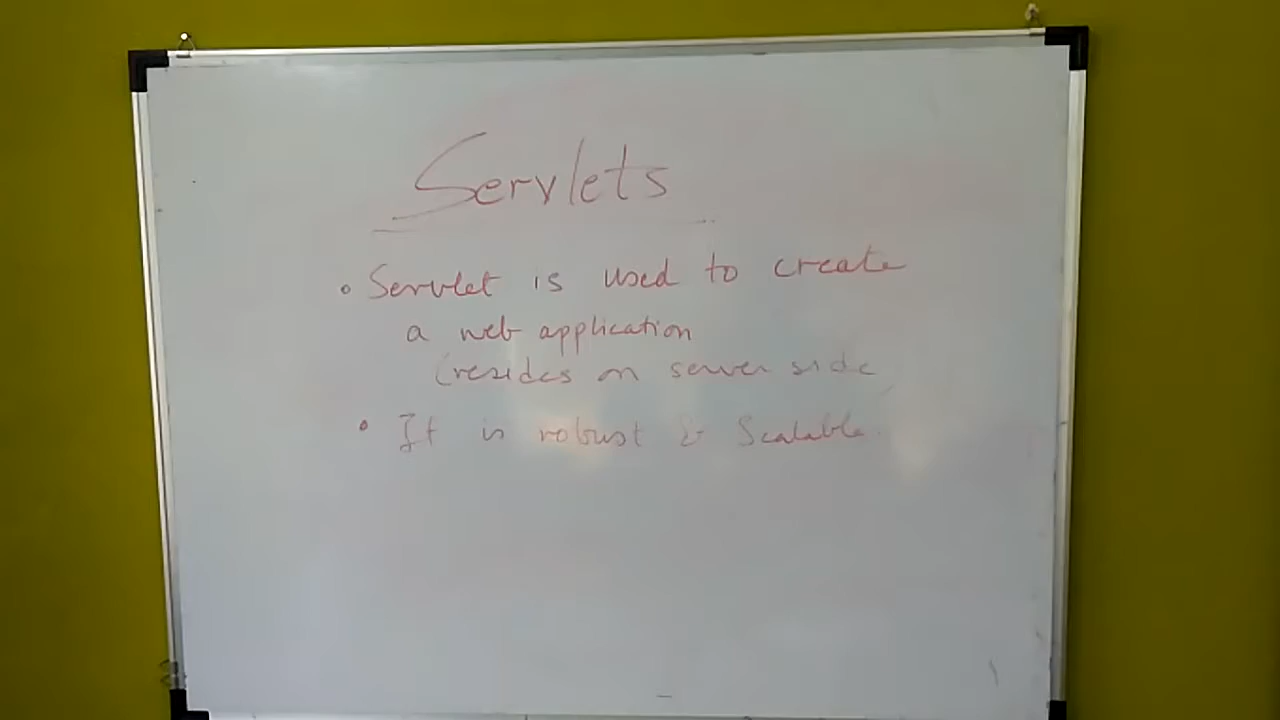 Servlets
• Servlet is used to create
a web application
(resides on server side
• It is robust & Scalable.